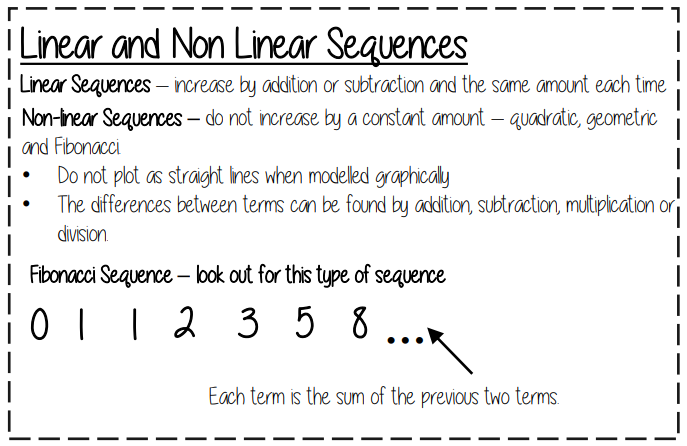 Linear and Non Linear Sequences
Linear Sequences – increase by addition or subtraction and the same amount each time
Non-linear Sequences – do not increase by a constant amount – quadratic, geometric
and Fibonacci.
• Do not plot as straight lines when modelled graphically
• The differences between terms can be found by addition, subtraction, multiplication or
division.
Fibonacci Sequence – look out for this type of sequence
0 1 1 2 3 5 8 ...
Each term is the sum of the previous two terms.